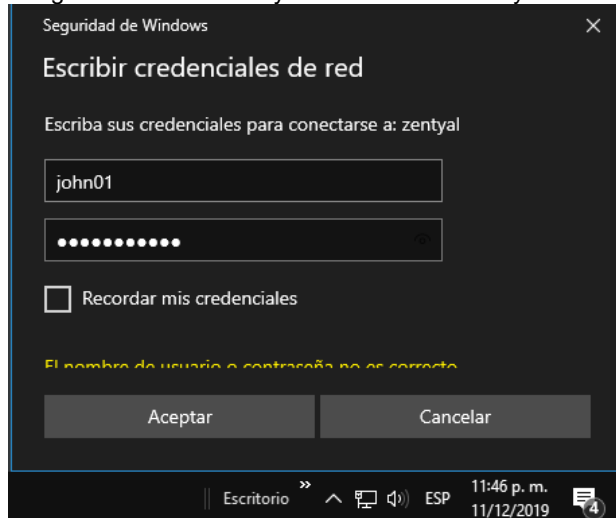 Seguridad de Windows
Escribir credenciales de red
Escriba sus credenciales para conectarse a: zentyal
john01
●●●●●●●●●●●
Recordar mis credenciales
El nombre de usuario o contraseña no es correcto
Aceptar
Cancelar
Escritorio
ESP
11:46 p. m.
11/12/2019
4